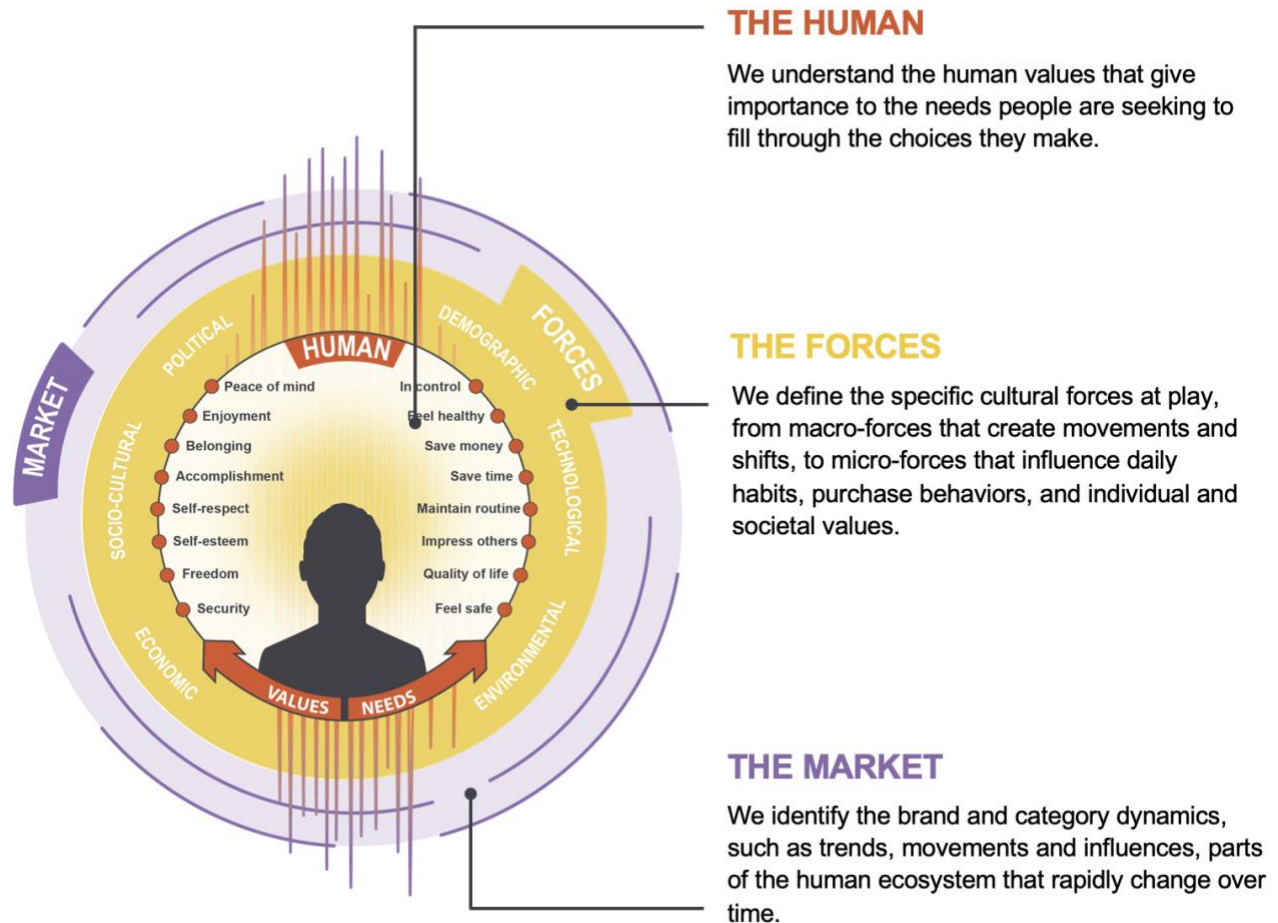 THE HUMAN
We understand the human values that give
importance to the needs people are seeking to
fill through the choices they make.
THE FORCES
We define the specific cultural forces at play,
from macro-forces that create movements and
shifts, to micro-forces that influence daily
habits, purchase behaviors, and individual and
societal values.
THE MARKET
We identify the brand and category dynamics,
such as trends, movements and influences, parts
of the human ecosystem that rapidly change over
time.
MARKET
FORCES
POLITICAL
DEMOGRAPHIC
SOCIO-CULTURAL
TECHNOLOGICAL
ECONOMIC
ENVIRONMENTAL
HUMAN
Peace of mind
Enjoyment
Belonging
Accomplishment
Self-respect
Self-esteem
Freedom
Security
In control
Feel healthy
Save money
Save time
Maintain routine
Impress others
Quality of life
Feel safe
VALUES
NEEDS